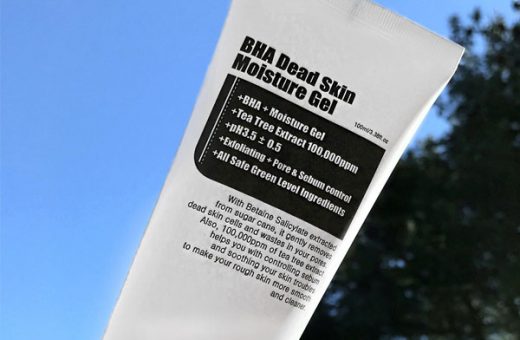 BHA Dead Skin
Moisture Gel
100ml/3.38fl.oz
+BHA + Moisture Gel
+Tea Tree Extract 100,000ppm
+pH3.5 ± 0.5
+Exfoliating + Pore & Sebum control
+All Safe Green Level Ingredients
With Betaine Salicylate extracted
from sugar cane, it gently removes
dead skin cells and wastes in your pores.
Also, 100,000ppm of tea tree extract
helps you with controlling sebum
and soothing your skin troubles
to make your rough skin more smooth
and cleaner.